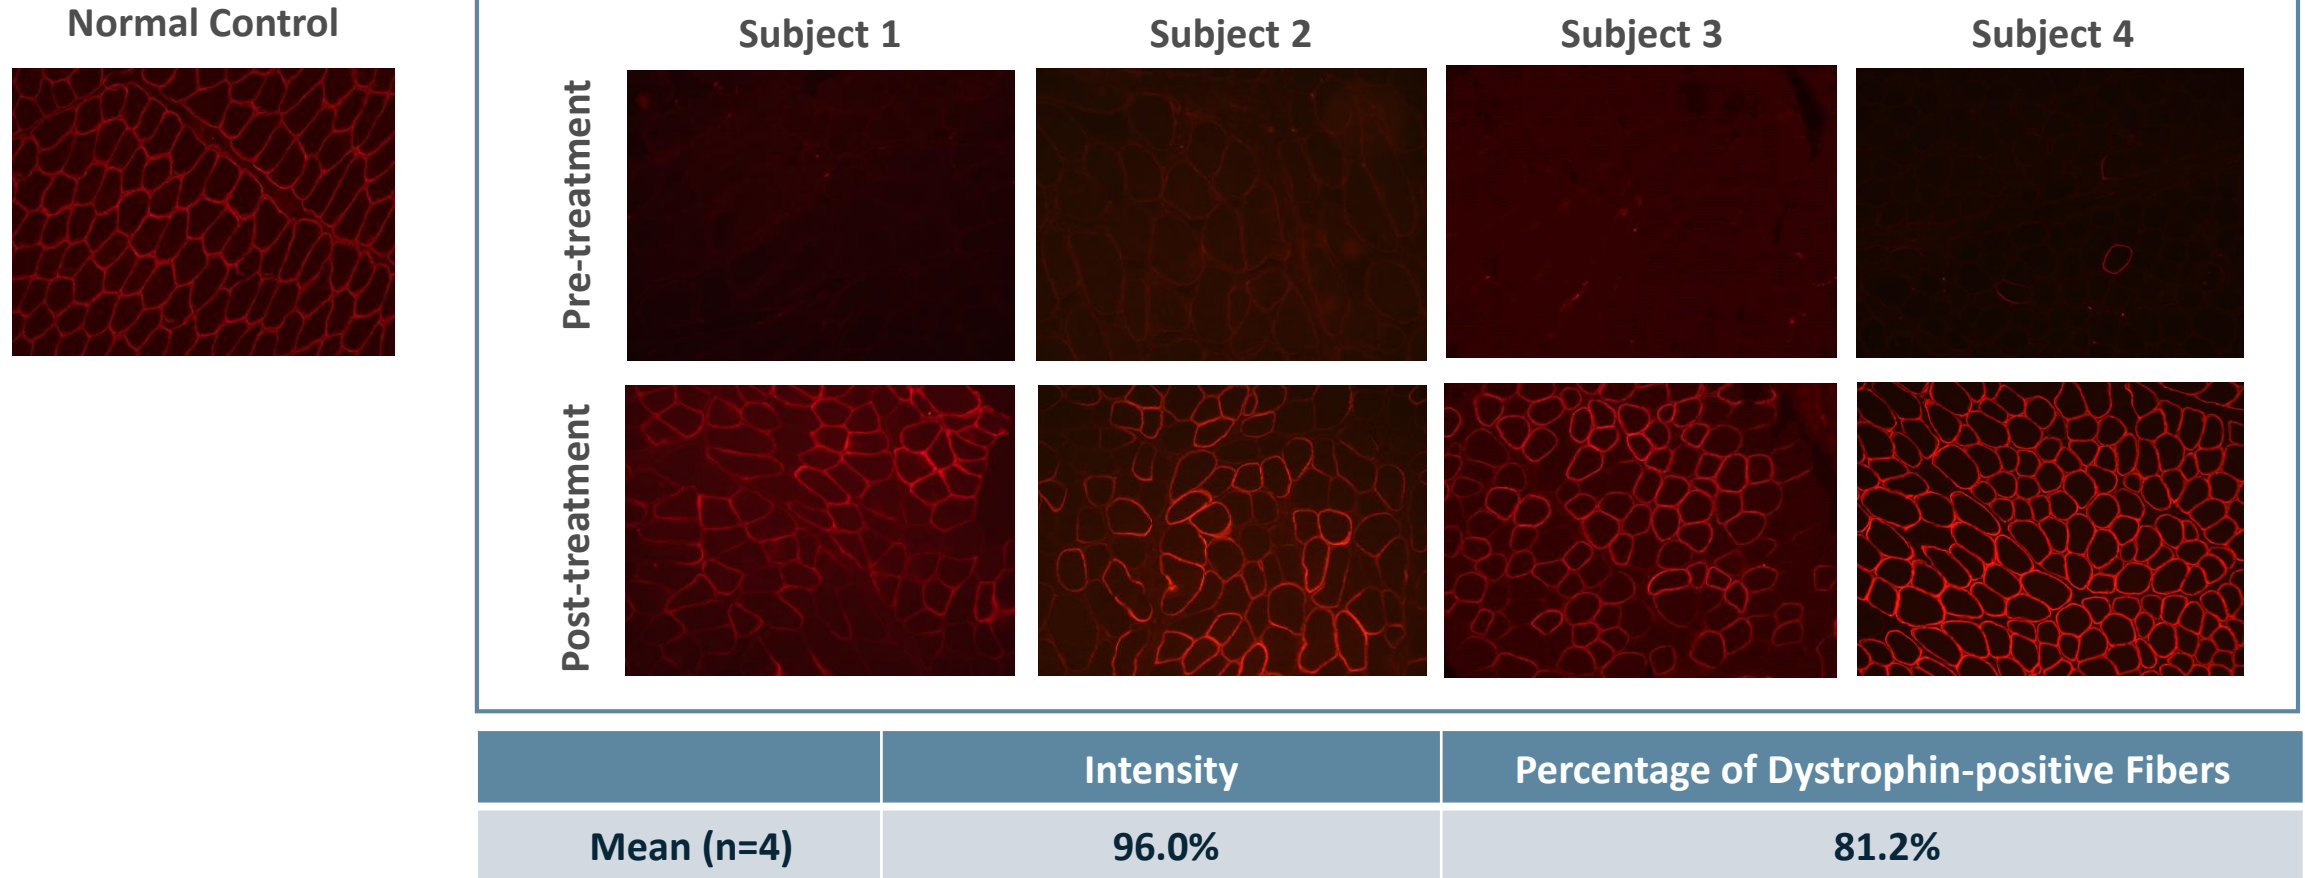 Normal Control
Subject 1
Subject 2
Subject 3
Subject 4
Pre-treatment
Post-treatment
Intensity
Percentage of Dystrophin-positive Fibers
Mean (n=4)
96.0%
81.2%